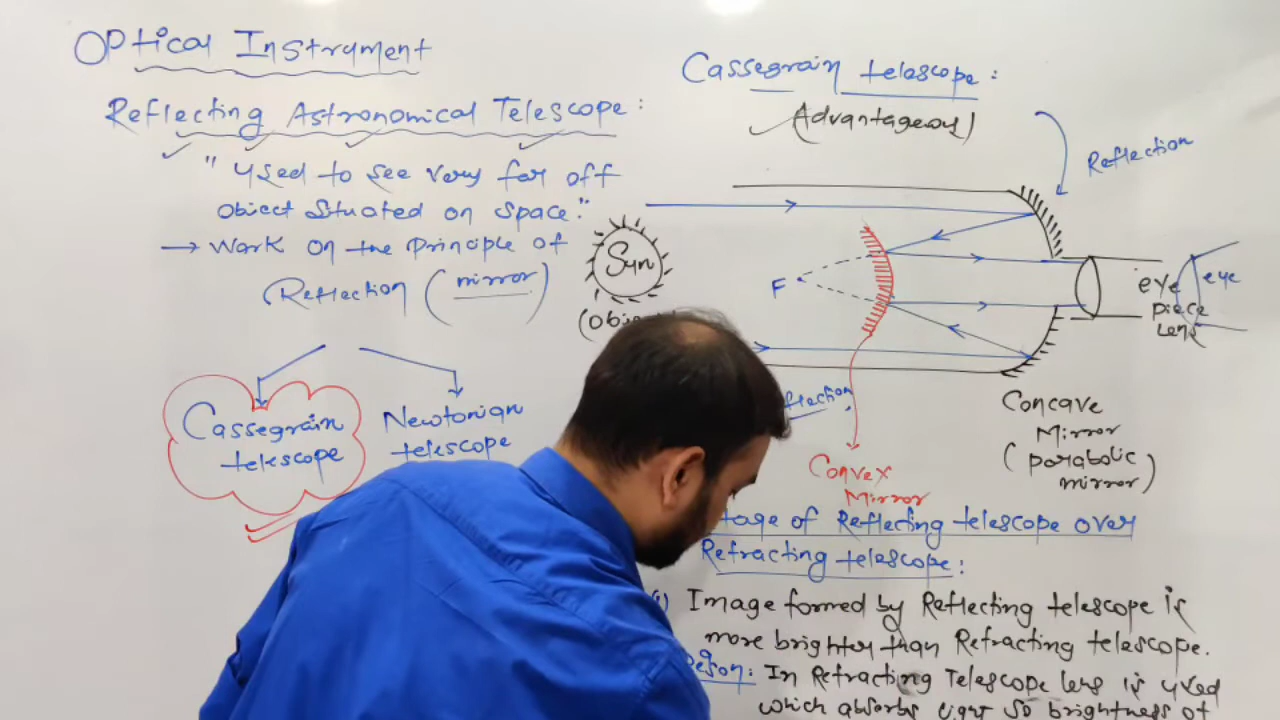 Optical Instrument
Reflecting Astronomical Telescope:
"Used to see very far off
object Situated on space."
→ Work on the principle of
Reflection (mirror)
Cassegrain
telescope
Newtonian
telescope
Sun
Cassegrain telescope:
(Advantageous)
Reflection
F
eye
piece
lens
eye
Concave
Mirror
(parabolic
mirror)
Convex
Mirror
of Reflecting telescope over
Refracting telescope:
Image formed by Reflecting telescope is
more brighter than Refracting telescope.
In Refracting Telescope lens is used
which absorbs light so brightness of